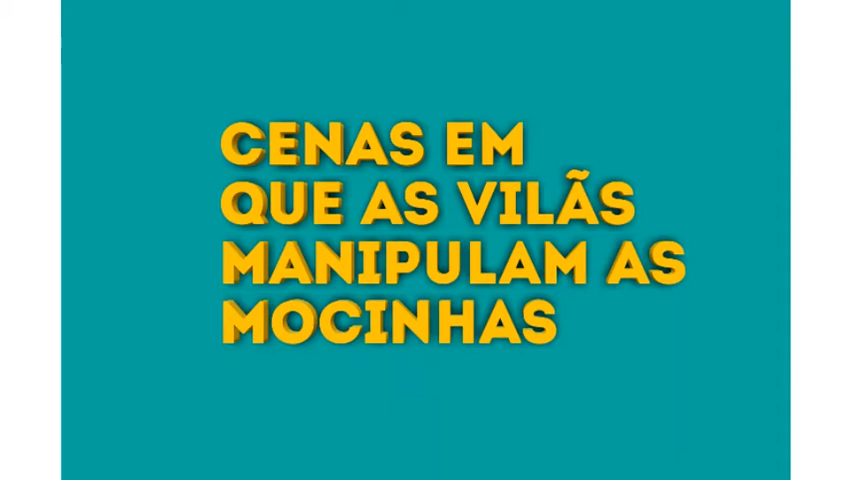 CENAS EM
QUE AS VILÃS
MANIPULAM AS
MOCINHAS